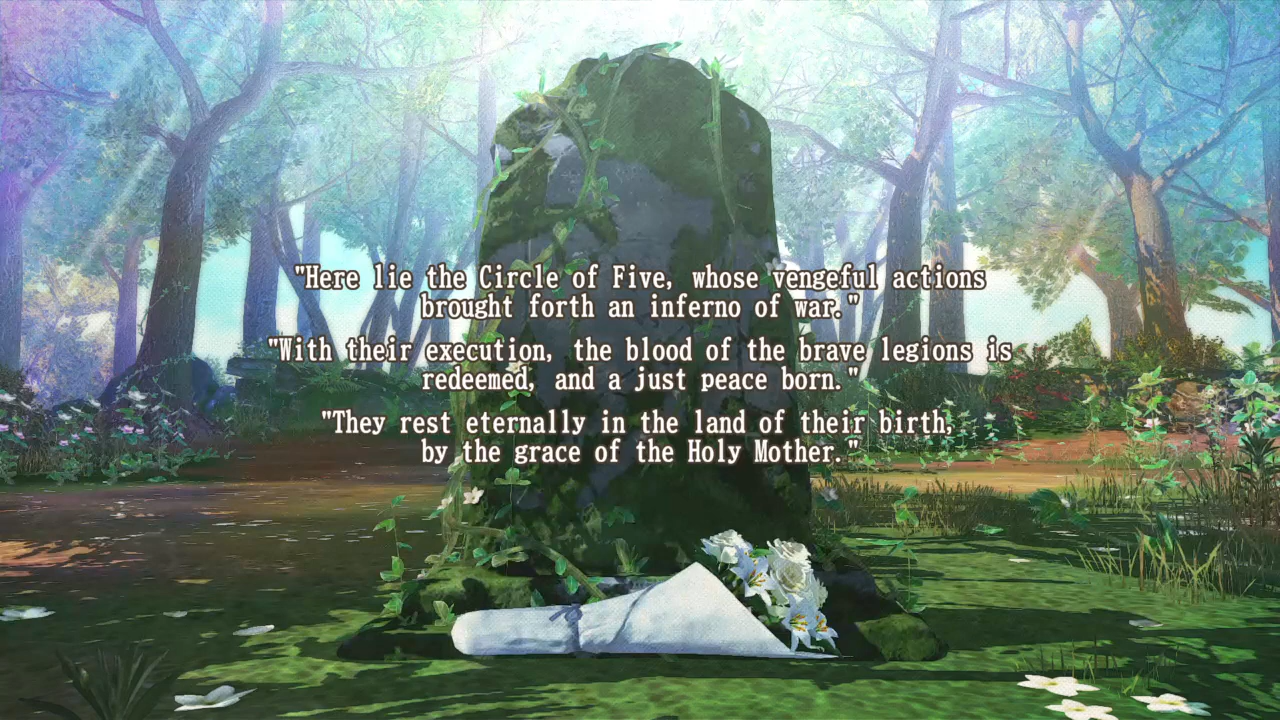 "Here lie the Circle of Five, whose vengeful actions
brought forth an inferno of war."
"With their execution, the blood of the brave legions is
redeemed, and a just peace born."
"They rest eternally in the land of their birth,
by the grace of the Holy Mother."